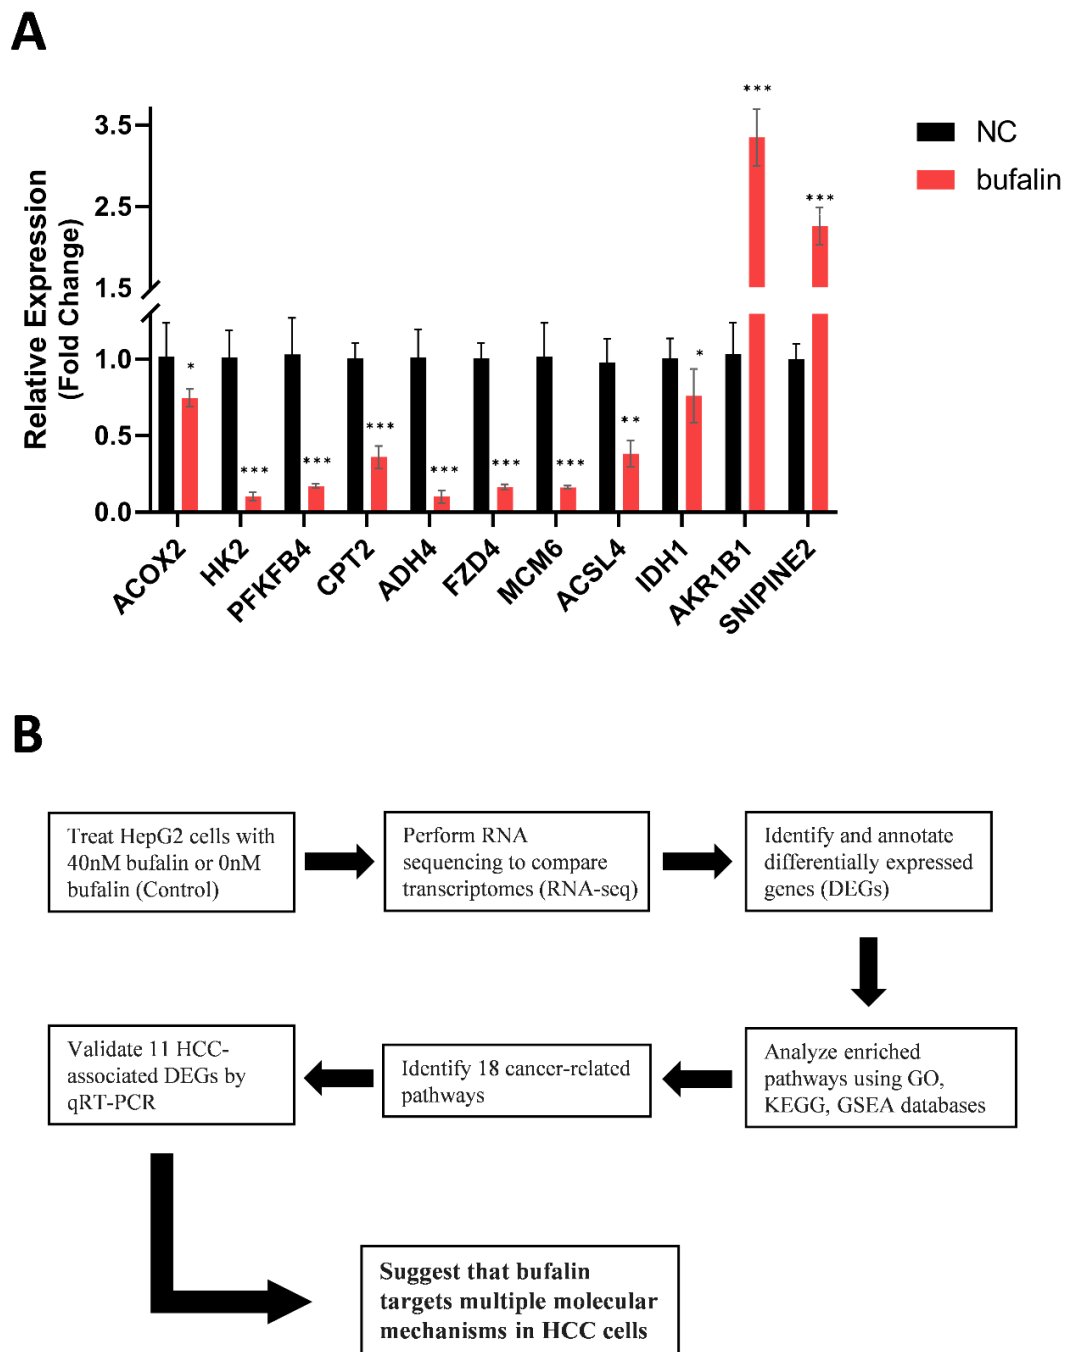 A
Relative Expression
(Fold Change)
3.5
2.5
1.5
1.0
0.5
0.0
*
***
***
***
***
***
***
**
*
***
***
NC
bufalin
ACOX2
HK2
PFKFB4
CPT2
ADH4
FZD4
MCM6
ACSL4
IDH1
AKR1B1
SNIPINE2
B
Treat HepG2 cells with
40nM bufalin or 0nM
bufalin (Control)
Perform RNA
sequencing to compare
transcriptomes (RNA-seq)
Identify and annotate
differentially expressed
genes (DEGs)
Analyze enriched
pathways using GO,
KEGG, GSEA databases
Identify 18 cancer-related
pathways
Validate 11 HCC-
associated DEGs by
qRT-PCR
Suggest that bufalin
targets multiple molecular
mechanisms in HCC cells